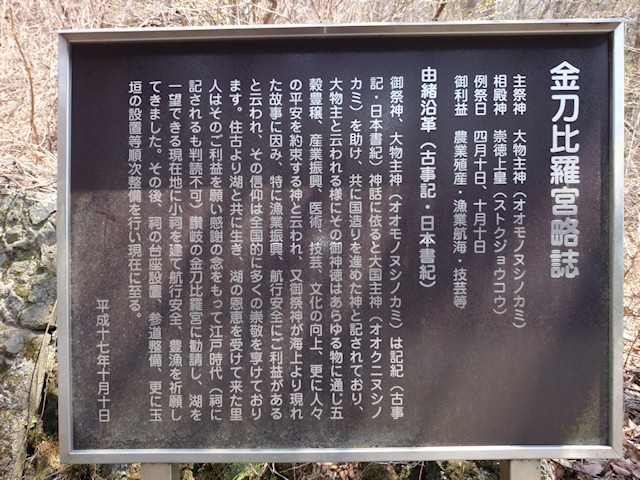 金刀比羅宮略誌
主祭神　大物主神（オオモノヌシノカミ）
相殿神　崇徳上皇（ストクジョウコウ）
例祭日　四月十日、十月十日
御利益　農業殖産・漁業航海・技芸等
由緒沿革（古事記・日本書紀）
御祭神、大物主神（オオモノヌシノカミ）は記紀（古事
記・日本書紀）神話に依ると大国主神（オオクニヌシノ
カミ）を助け、共に国造りを進めた神と記されており、
大物主と云われる様にその御神徳はあらゆる物に通じ五
穀豊穣、産業振興、医術、技芸、文化の向上、更に人々
の平安を約束する神と云われ、又御祭神が海上より現れ
た故事に因み、特に漁業振興、航行安全にご利益がある
と云われ、その信仰は全国的に多くの崇敬を享けており
ます。住古より湖と共に生き、湖の恩恵を受けて来た里
人はそのご利益を願い感謝の念をもって江戸時代（祠に
記されるも判読不可）讃岐の金刀比羅宮に勧請し、湖を
一望できる現在地に小祠を建て航行安全、豊漁を祈願し
てきました。その後、祠の台座設置、参道整備、更に玉
垣の設置等順次整備を行い現在に至る。
平成十七年十月十日